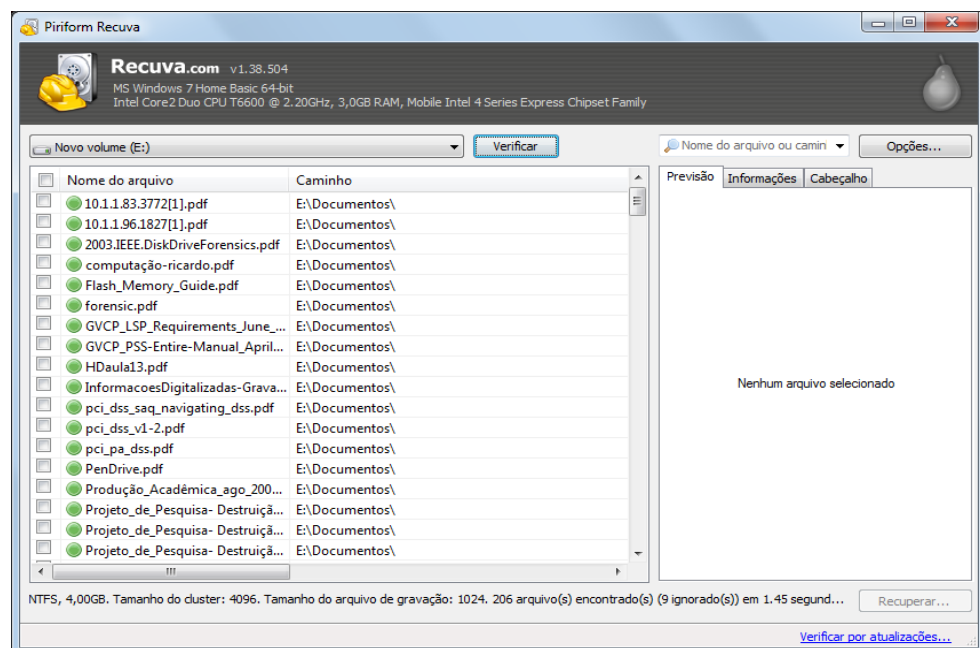 Piriform Recuva
Recuva.com v1.38.504
MS Windows 7 Home Basic 64-bit
Intel Core2 Duo CPU T6600 @ 2.20GHz, 3,0GB RAM, Mobile Intel 4 Series Express Chipset Family
Novo volume (E:) Verificar Nome do arquivo ou camin Opções...
Nome do arquivo Caminho Previsão Informações Cabeçalho
10.1.1.83.3772[1].pdf E:\Documentos\
10.1.1.96.1827[1].pdf E:\Documentos\
2003.IEEE.DiskDriveForensics.pdf E:\Documentos\
computação-ricardo.pdf E:\Documentos\
Flash_Memory_Guide.pdf E:\Documentos\
forensic.pdf E:\Documentos\
GVCP_LSP_Requirements_June_... E:\Documentos\
GVCP_PSS-Entire-Manual_April... E:\Documentos\
HDaula13.pdf E:\Documentos\
InformacoesDigitalizadas-Grava... E:\Documentos\
pci_dss_saq_navigating_dss.pdf E:\Documentos\
pci_dss_v1-2.pdf E:\Documentos\
pci_pa_dss.pdf E:\Documentos\
PenDrive.pdf E:\Documentos\
Produção_Acadêmica_ago_200... E:\Documentos\
Projeto_de_Pesquisa- Destruiçã... E:\Documentos\
Projeto_de_Pesquisa- Destruiçã... E:\Documentos\
Projeto_de_Pesquisa- Destruiçã... E:\Documentos\
Nenhum arquivo selecionado
NTFS, 4,00GB. Tamanho do cluster: 4096. Tamanho do arquivo de gravação: 1024. 206 arquivo(s) encontrado(s) (9 ignorado(s)) em 1.45 segund... Recuperar...
Verificar por atualizações...